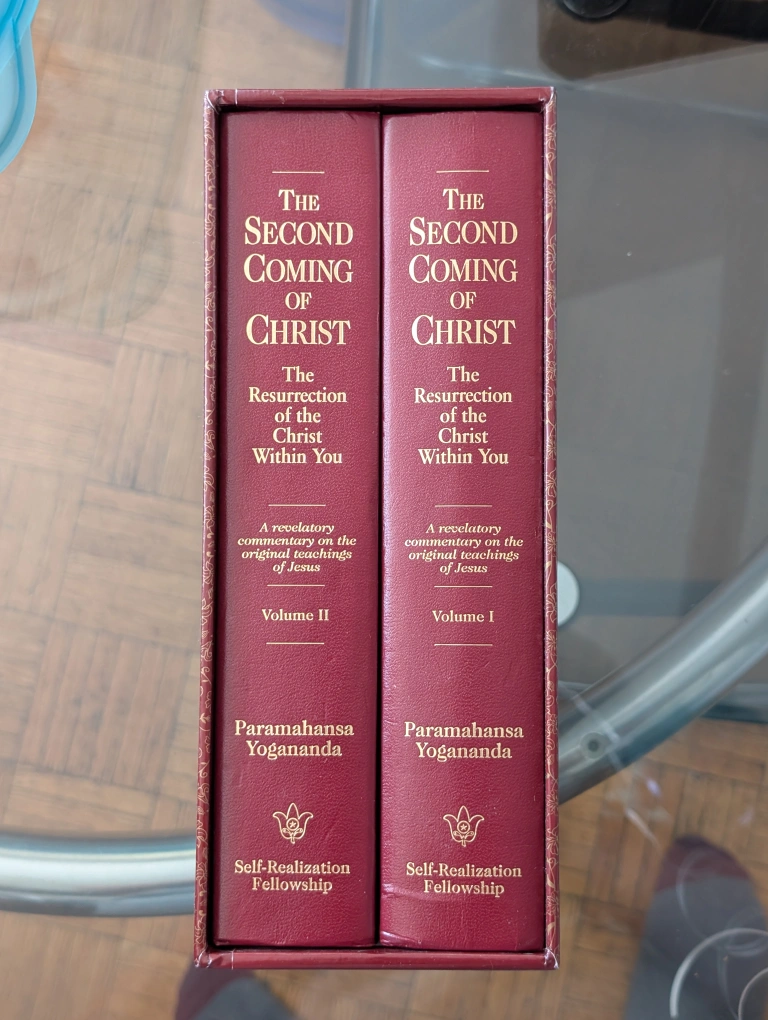 The
Second
Coming
of
Christ
The
Resurrection
of the
Christ
Within You
A revelatory
commentary on the
original teachings
of Jesus
Volume II
Paramahansa
Yogananda
Self-Realization
Fellowship
The
Second
Coming
of
Christ
The
Resurrection
of the
Christ
Within You
A revelatory
commentary on the
original teachings
of Jesus
Volume I
Paramahansa
Yogananda
Self-Realization
Fellowship